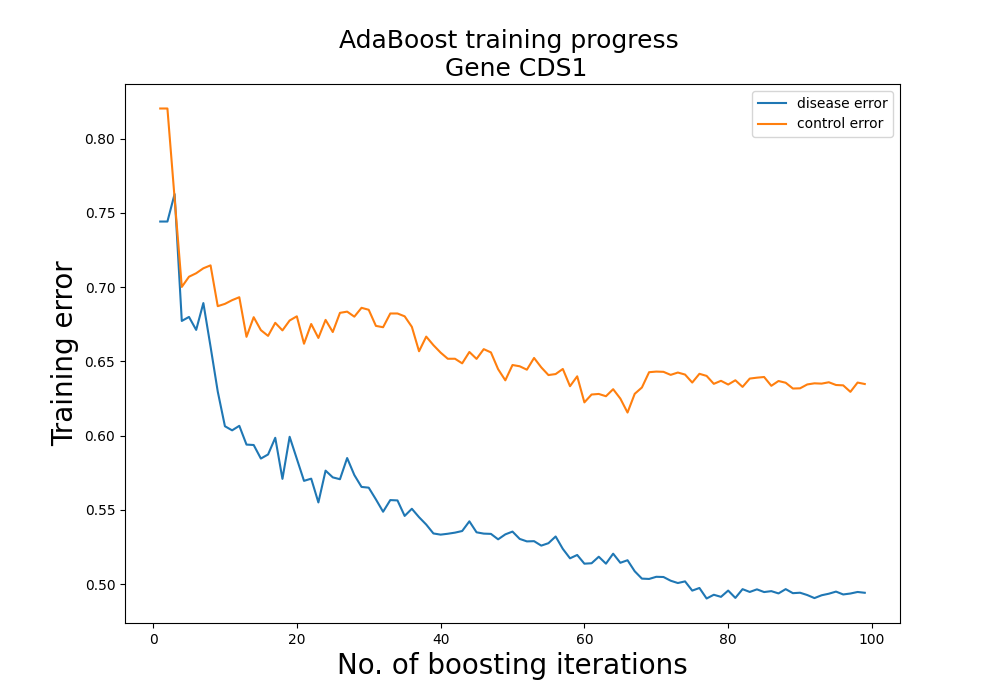 AdaBoost training progress
Gene CDS1
disease error
control error
Training error
0.80
0.75
0.70
0.65
0.60
0.55
0.50
0 20 40 60 80 100
No. of boosting iterations